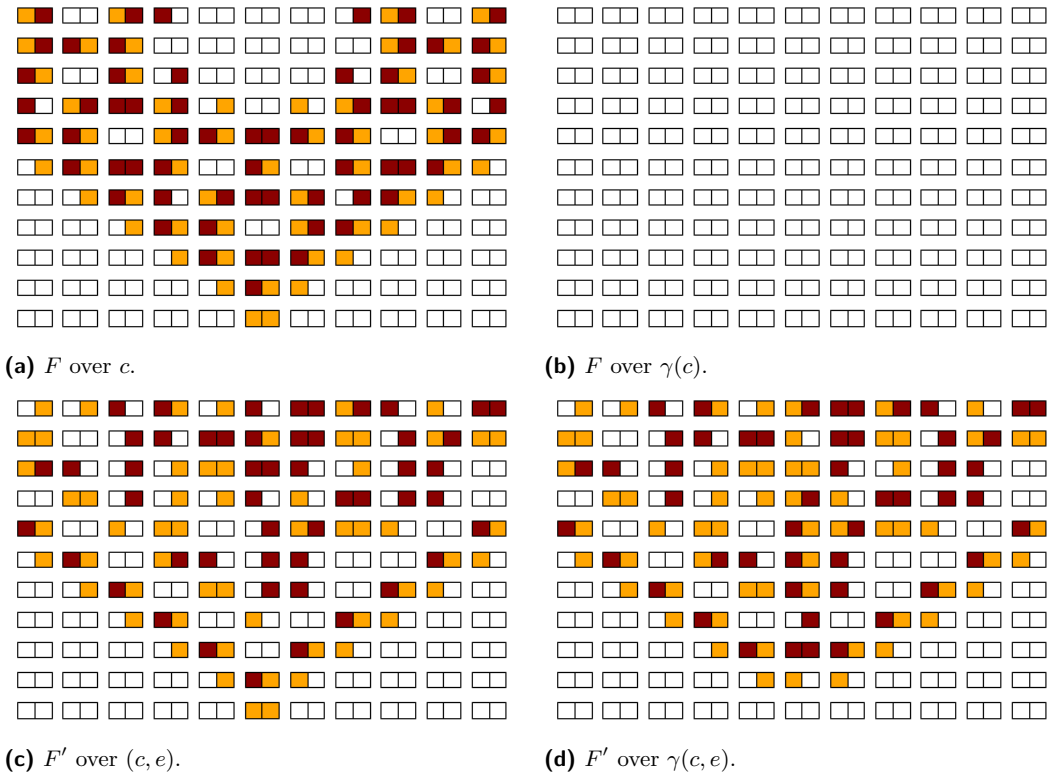 (a) F over c.
(b) F over γ(c).
(c) F′ over (c, e).
(d) F′ over γ(c, e).